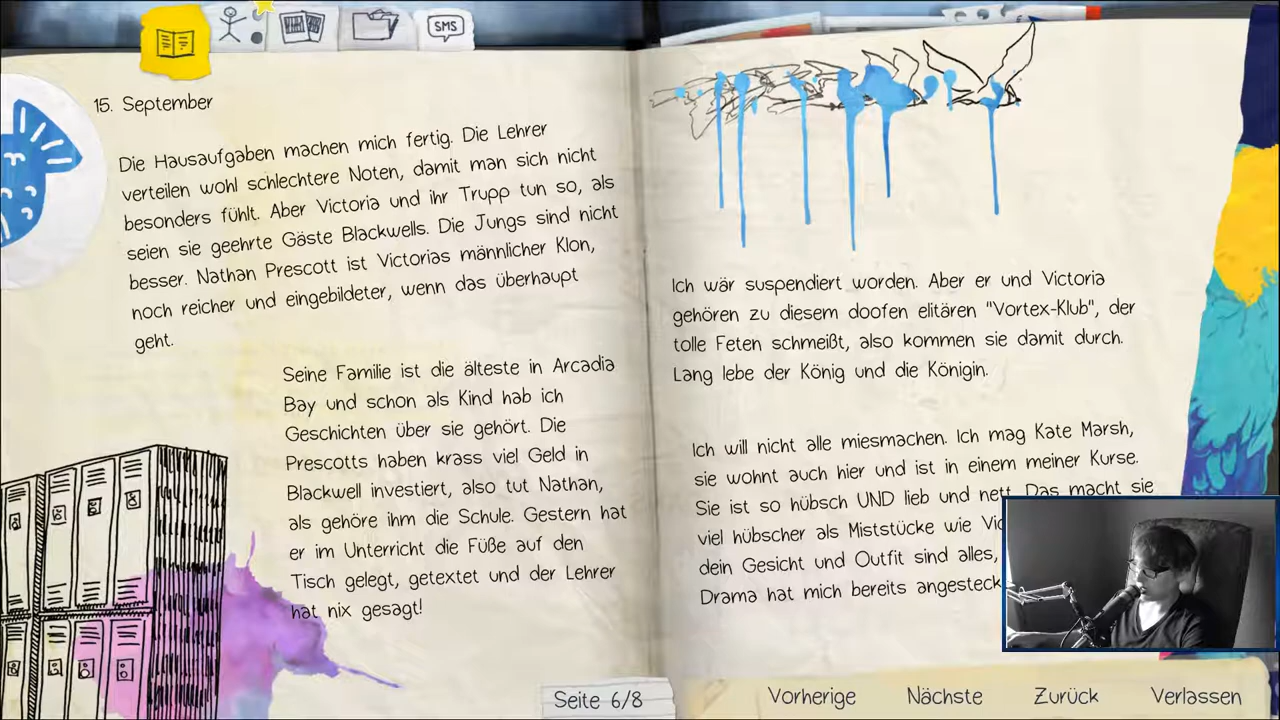 SMS
15. September
Die Hausaufgaben machen mich fertig. Die Lehrer
verteilen wohl schlechtere Noten, damit man sich nicht
besonders fühlt. Aber Victoria und ihr Trupp tun so, als
seien sie geehrte Gäste Blackwells. Die Jungs sind nicht
besser. Nathan Prescott ist Victorias männlicher Klon,
noch reicher und eingebildeter, wenn das überhaupt
geht.
Seine Familie ist die älteste in Arcadia
Bay und schon als Kind hab ich
Geschichten über sie gehört. Die
Prescotts haben krass viel Geld in
Blackwell investiert, also tut Nathan,
als gehöre ihm die Schule. Gestern hat
er im Unterricht die Füße auf den
Tisch gelegt, getextet und der Lehrer
hat nix gesagt!
Ich wär suspendiert worden. Aber er und Victoria
gehören zu diesem doofen elitären "Vortex-Klub", der
tolle Feten schmeißt, also kommen sie damit durch.
Lang lebe der König und die Königin.
Ich will nicht alle miesmachen. Ich mag Kate Marsh,
sie wohnt auch hier und ist in einem meiner Kurse.
Sie ist so hübsch UND lieb und nett. Das macht sie
viel hübscher als Miststücke wie
dein Gesicht und Outfit sind alles,
Drama hat mich bereits
Seite 6/8
Vorherige
Nächste
Zurück
Verlassen